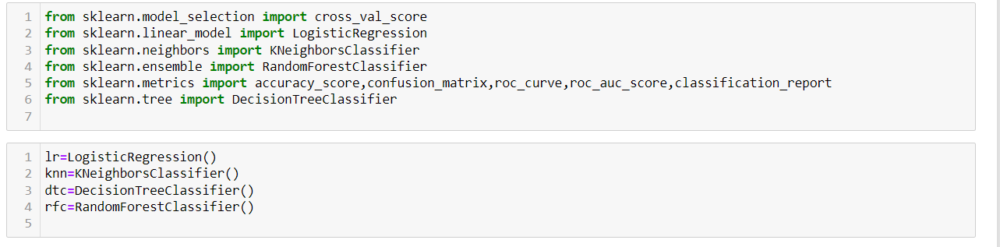 1 from sklearn.model_selection import cross_val_score
2 from sklearn.linear_model import LogisticRegression
3 from sklearn.neighbors import KNeighborsClassifier
4 from sklearn.ensemble import RandomForestClassifier
5 from sklearn.metrics import accuracy_score,confusion_matrix,roc_curve,roc_auc_score,classification_report
6 from sklearn.tree import DecisionTreeClassifier
7
1 lr=LogisticRegression()
2 knn=KNeighborsClassifier()
3 dtc=DecisionTreeClassifier()
4 rfc=RandomForestClassifier()
5